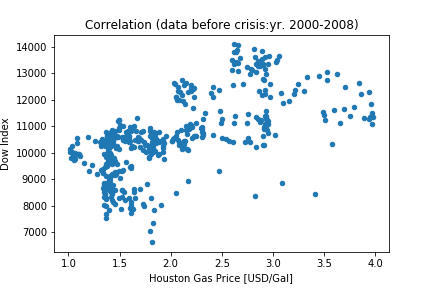 Correlation (data before crisis:yr. 2000-2008)
14000
13000
12000
11000
10000
9000
8000
7000
Dow Index
1.0 1.5 2.0 2.5 3.0 3.5 4.0
Houston Gas Price [USD/Gal]